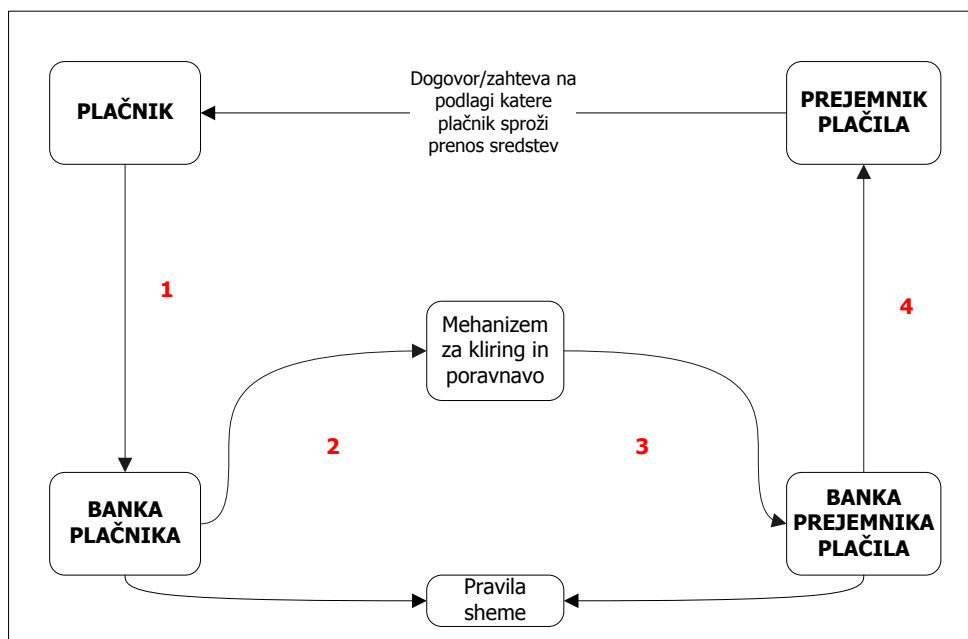 PLAČNIK
Dogovor/zahteva na
podlagi katere
plačnik sproži
prenos sredstev
PREJEMNIK
PLAČILA
1
4
Mehanizem
za kliring in
poravnavo
2
3
BANKA
PLAČNIKA
BANKA
PREJEMNIKA
PLAČILA
Pravila
sheme